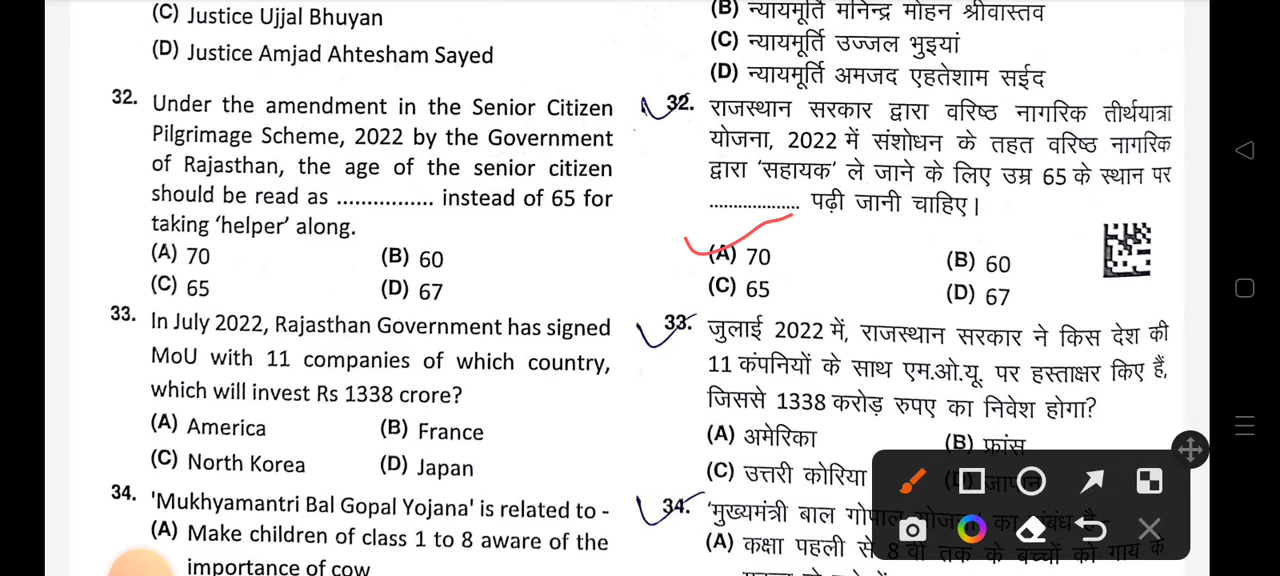 (C) Justice Ujjal Bhuyan
(D) Justice Amjad Ahtesham Sayed
32. Under the amendment in the Senior Citizen
Pilgrimage Scheme, 2022 by the Government
of Rajasthan, the age of the senior citizen
should be read as ................ instead of 65 for
taking 'helper' along.
(A) 70 (B) 60
(C) 65 (D) 67
33. In July 2022, Rajasthan Government has signed
MoU with 11 companies of which country,
which will invest Rs 1338 crore?
(A) America (B) France
(C) North Korea (D) Japan
34. 'Mukhyamantri Bal Gopal Yojana' is related to -
(A) Make children of class 1 to 8 aware of the
importance of cow
(B) न्यायमूर्ति मनिन्द्र मोहन श्रीवास्तव
(C) न्यायमूर्ति उज्जल भुइयां
(D) न्यायमूर्ति अमजद एहतेशाम सईद
32. राजस्थान सरकार द्वारा वरिष्ठ नागरिक तीर्थयात्रा
योजना, 2022 में संशोधन के तहत वरिष्ठ नागरिक
द्वारा 'सहायक' ले जाने के लिए उम्र 65 के स्थान पर
.................. पढ़ी जानी चाहिए।
(A) 70 (B) 60
(C) 65 (D) 67
33. जुलाई 2022 में, राजस्थान सरकार ने किस देश की
11 कंपनियों के साथ एम.ओ.यू. पर हस्ताक्षर किए हैं,
जिससे 1338 करोड़ रुपए का निवेश होगा?
(A) अमेरिका (B) फ्रांस
(C) उत्तरी कोरिया (D) जापान
34. 'मुख्यमंत्री बाल गोपाल योजना' का संबंध है-
(A) कक्षा पहली से 8 वीं तक के बच्चों को गाय के